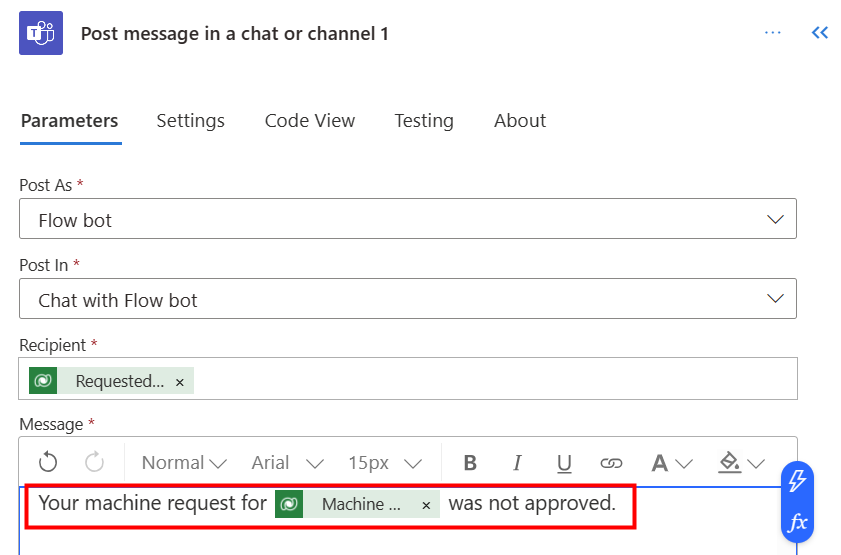 Post message in a chat or channel 1
Parameters Settings Code View Testing About
Post As *
Flow bot
Post In *
Chat with Flow bot
Recipient *
Requested... ×
Message *
Normal Arial 15px B I U A
Your machine request for Machine ... × was not approved.
fx